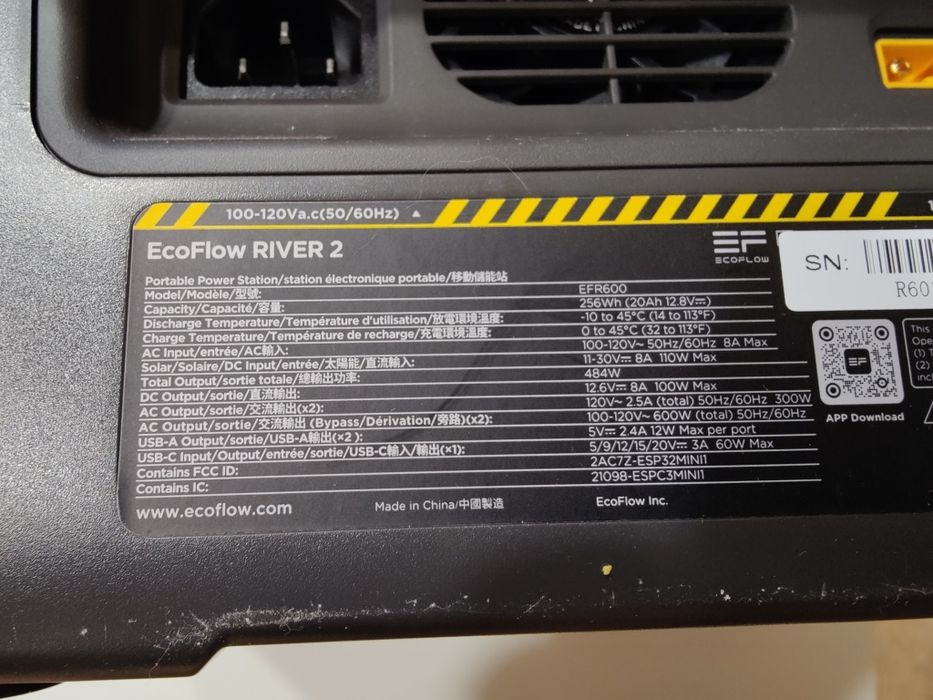 100-120Va.c(50/60Hz) ▲
EcoFlow RIVER 2
EF
ECOFLOW
SN:
R60
Portable Power Station/station électronique portable/移動儲能站
Model/Modèle/型號: EFR600
Capacity/Capacité/容量: 256Wh (20Ah 12.8V⎓)
Discharge Temperature/Température d'utilisation/放電環境溫度: -10 to 45°C (14 to 113°F)
Charge Temperature/Température de recharge/充電環境溫度: 0 to 45°C (32 to 113°F)
AC Input/entrée/AC輸入: 100-120V~ 50Hz/60Hz 8A Max
Solar/Solaire/DC Input/entrée/太陽能/直流輸入: 11-30V⎓ 8A 110W Max
Total Output/sortie totale/總輸出功率: 484W
DC Output/sortie/直流輸出: 12.6V⎓ 8A 100W Max
AC Output/sortie/交流輸出(x2): 120V~ 2.5A (total) 50Hz/60Hz 300W
AC Output/sortie/交流輸出 (Bypass/Dérivation/旁路)(x2): 100-120V~ 600W (total) 50Hz/60Hz
USB-A Output/sortie/USB-A輸出(x2 ): 5V⎓ 2.4A 12W Max per port
USB-C Input/Output/entrée/sortie/USB-C輸入/輸出(x1): 5/9/12/15/20V⎓ 3A 60W Max
Contains FCC ID: 2AC7Z-ESP32MINI1
Contains IC: 21098-ESPC3MINI1
www.ecoflow.com
Made in China/中國製造
EcoFlow Inc.
EF
APP Download
This
Ope
(1) T
(2)
incl